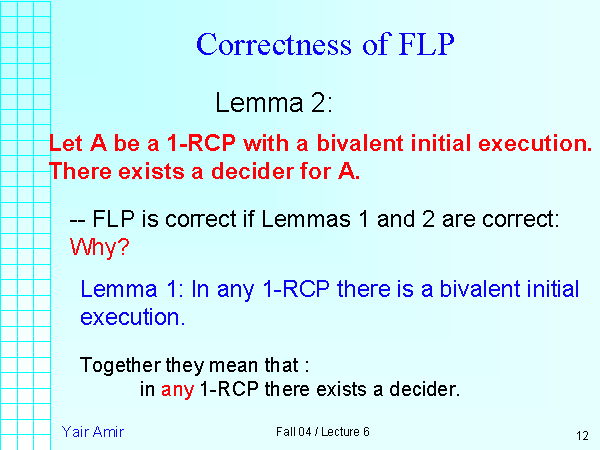 Correctness of FLP
Lemma 2:
Let A be a 1-RCP with a bivalent initial execution.
There exists a decider for A.
-- FLP is correct if Lemmas 1 and 2 are correct:
Why?
Lemma 1: In any 1-RCP there is a bivalent initial
execution.
Together they mean that :
in any 1-RCP there exists a decider.
Yair Amir
Fall 04 / Lecture 6
12